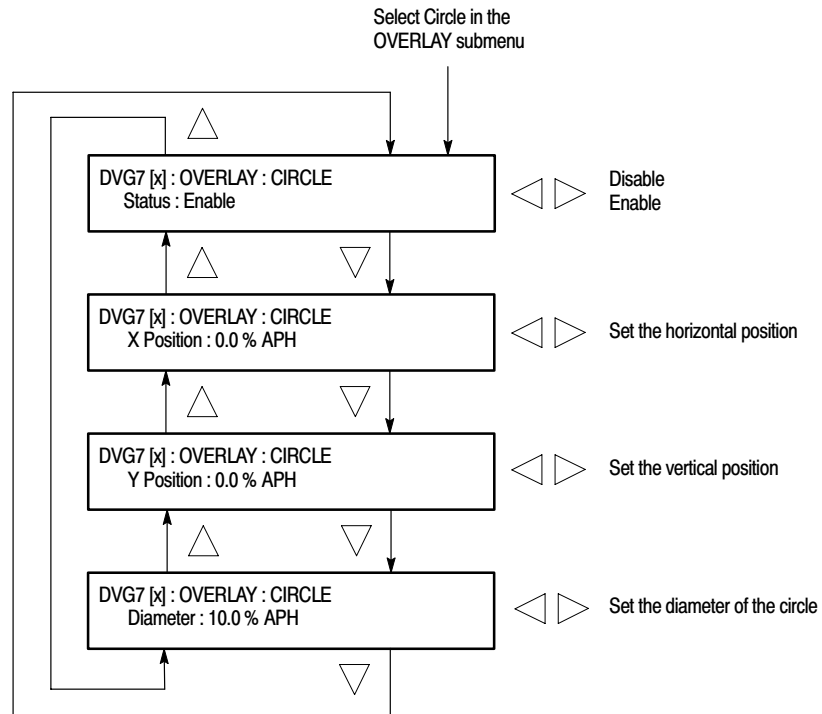 Select Circle in the
OVERLAY submenu
DVG7 [x] : OVERLAY : CIRCLE
Status : Enable
Disable
Enable
DVG7 [x] : OVERLAY : CIRCLE
X Position : 0.0 % APH
Set the horizontal position
DVG7 [x] : OVERLAY : CIRCLE
Y Position : 0.0 % APH
Set the vertical position
DVG7 [x] : OVERLAY : CIRCLE
Diameter : 10.0 % APH
Set the diameter of the circle